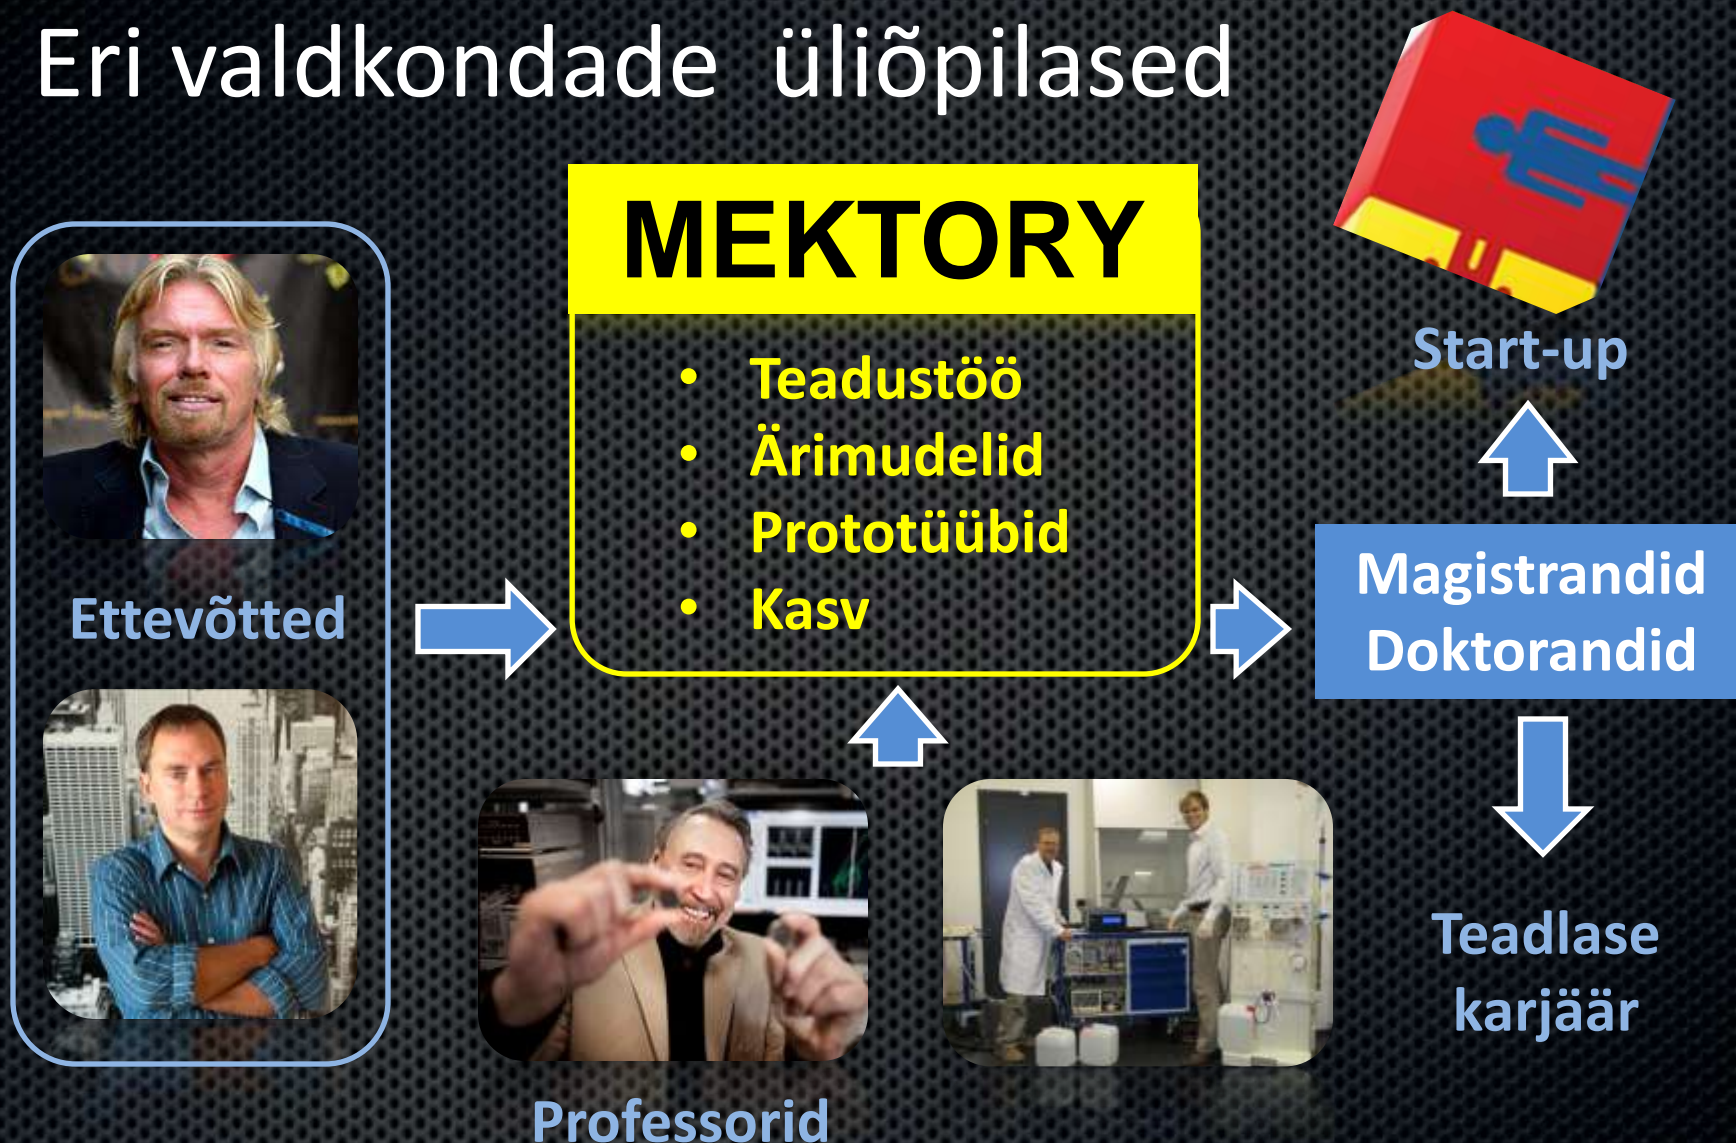 Eri valdkondade üliõpilased
MEKTORY
• Teadustöö
• Ärimudelid
• Prototüübid
• Kasv
Ettevõtted
Professorid
Start-up
Magistrandid
Doktorandid
Teadlase
karjäär